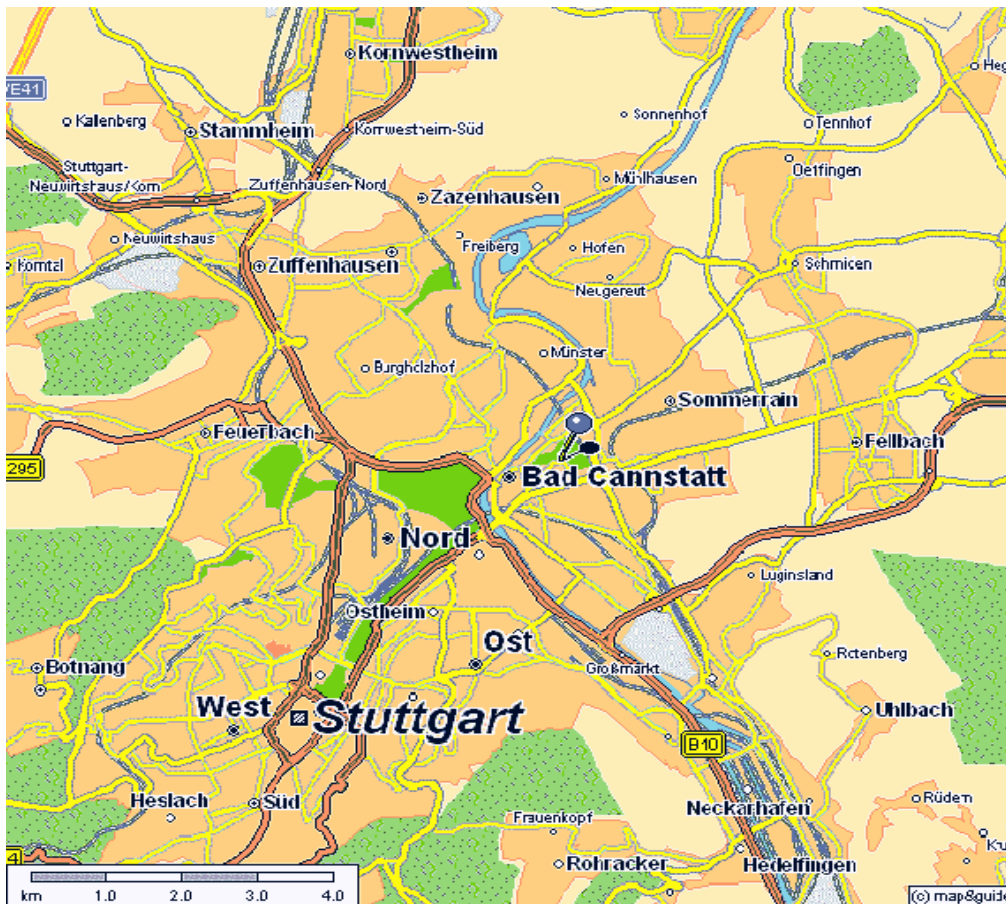 Kornwestheim
Heg
E41
Kallenberg
Stammheim
Kornwestheim-Süd
Sonnenhof
Tennhof
Stuttgart-
Neuwirtshaus/Korn
Zuffenhausen-Nord
Zazenhausen
Mühlhausen
Oeffingen
Neuwirtshaus
Freiberg
Hofen
Korntal
Zuffenhausen
Schmiden
Neugereut
Burgholzhof
Münster
Sommerrain
Feuerbach
Fellbach
295
Bad Cannstatt
Nord
Luginsland
Ostheim
Ost
Botnang
Großmarkt
Rotenberg
West
Stuttgart
Uhlbach
B10
Heslach
Süd
Neckarhafen
Rüdern
Frauenkopf
4
Rohracker
Hedelfingen
km 1.0 2.0 3.0 4.0
(c) map&guide